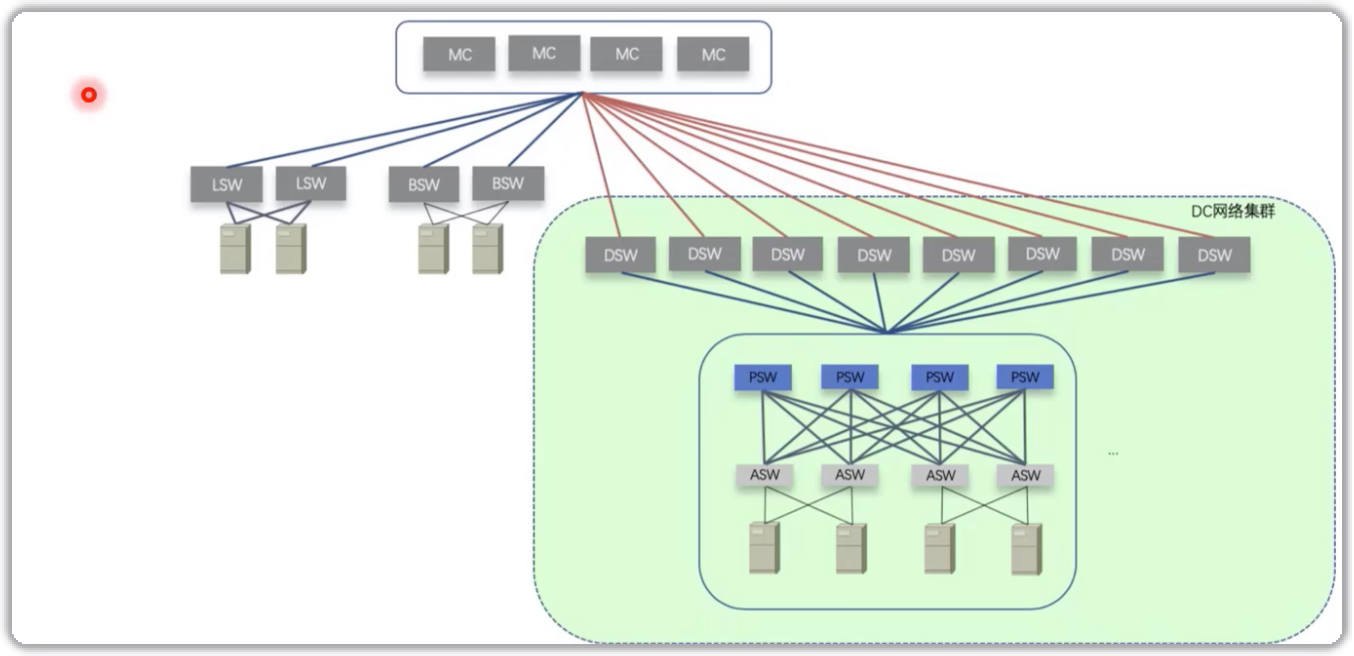 MC MC MC MC
LSW LSW BSW BSW
DC网络集群
DSW DSW DSW DSW DSW DSW DSW DSW
PSW PSW PSW PSW
...
ASW ASW ASW ASW